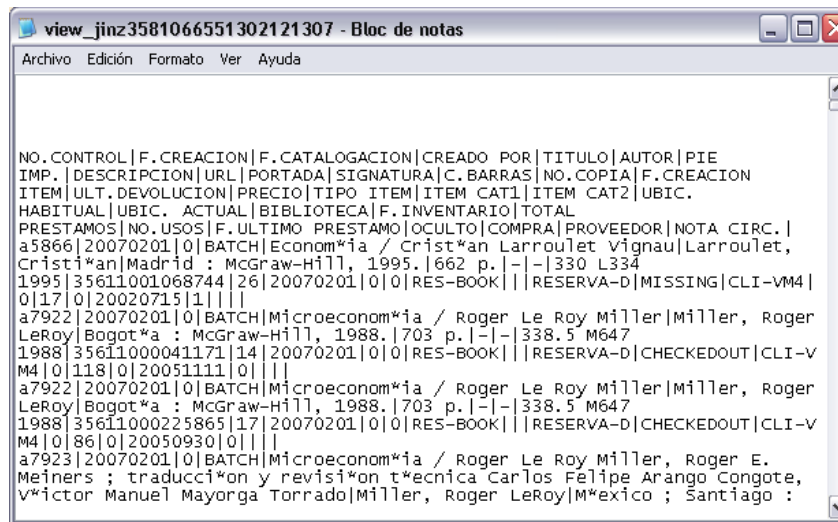 view_jinz3581066551302121307 - Bloc de notas
Archivo Edición Formato Ver Ayuda
NO.CONTROL|F.CREACION|F.CATALOGACION|CREADO POR|TITULO|AUTOR|PIE
IMP.|DESCRIPCION|URL|PORTADA|SIGNATURA|C.BARRAS|NO.COPIA|F.CREACION
ITEM|ULT.DEVOLUCION|PRECIO|TIPO ITEM|ITEM CAT1|ITEM CAT2|UBIC.
HABITUAL|UBIC. ACTUAL|BIBLIOTECA|F.INVENTARIO|TOTAL
PRESTAMOS|NO.USOS|F.ULTIMO PRESTAMO|OCULTO|COMPRA|PROVEEDOR|NOTA CIRC.|
a5866|20070201|0|BATCH|Econom*ia / Crist*an Larroulet Vignau|Larroulet,
Cristi*an|Madrid : McGraw-Hill, 1995.|662 p.|-|-|330 L334
1995|35611001068744|26|20070201|0|0|RES-BOOK|||RESERVA-D|MISSING|CLI-VM4|
0|17|0|20020715|1||||
a7922|20070201|0|BATCH|Microeconom*ia / Roger Le Roy Miller|Miller, Roger
LeRoy|Bogot*a : McGraw-Hill, 1988.|703 p.|-|-|338.5 M647
1988|35611000041171|14|20070201|0|0|RES-BOOK|||RESERVA-D|CHECKEDOUT|CLI-V
M4|0|118|0|20051111|0||||
a7922|20070201|0|BATCH|Microeconom*ia / Roger Le Roy Miller|Miller, Roger
LeRoy|Bogot*a : McGraw-Hill, 1988.|703 p.|-|-|338.5 M647
1988|35611000225865|17|20070201|0|0|RES-BOOK|||RESERVA-D|CHECKEDOUT|CLI-V
M4|0|86|0|20050930|0||||
a7923|20070201|0|BATCH|Microeconom*ia / Roger Le Roy Miller, Roger E.
Meiners ; traducci*on y revisi*on t*ecnica Carlos Felipe Arango Congote,
V*ictor Manuel Mayorga Torrado|Miller, Roger LeRoy|M*exico ; Santiago :